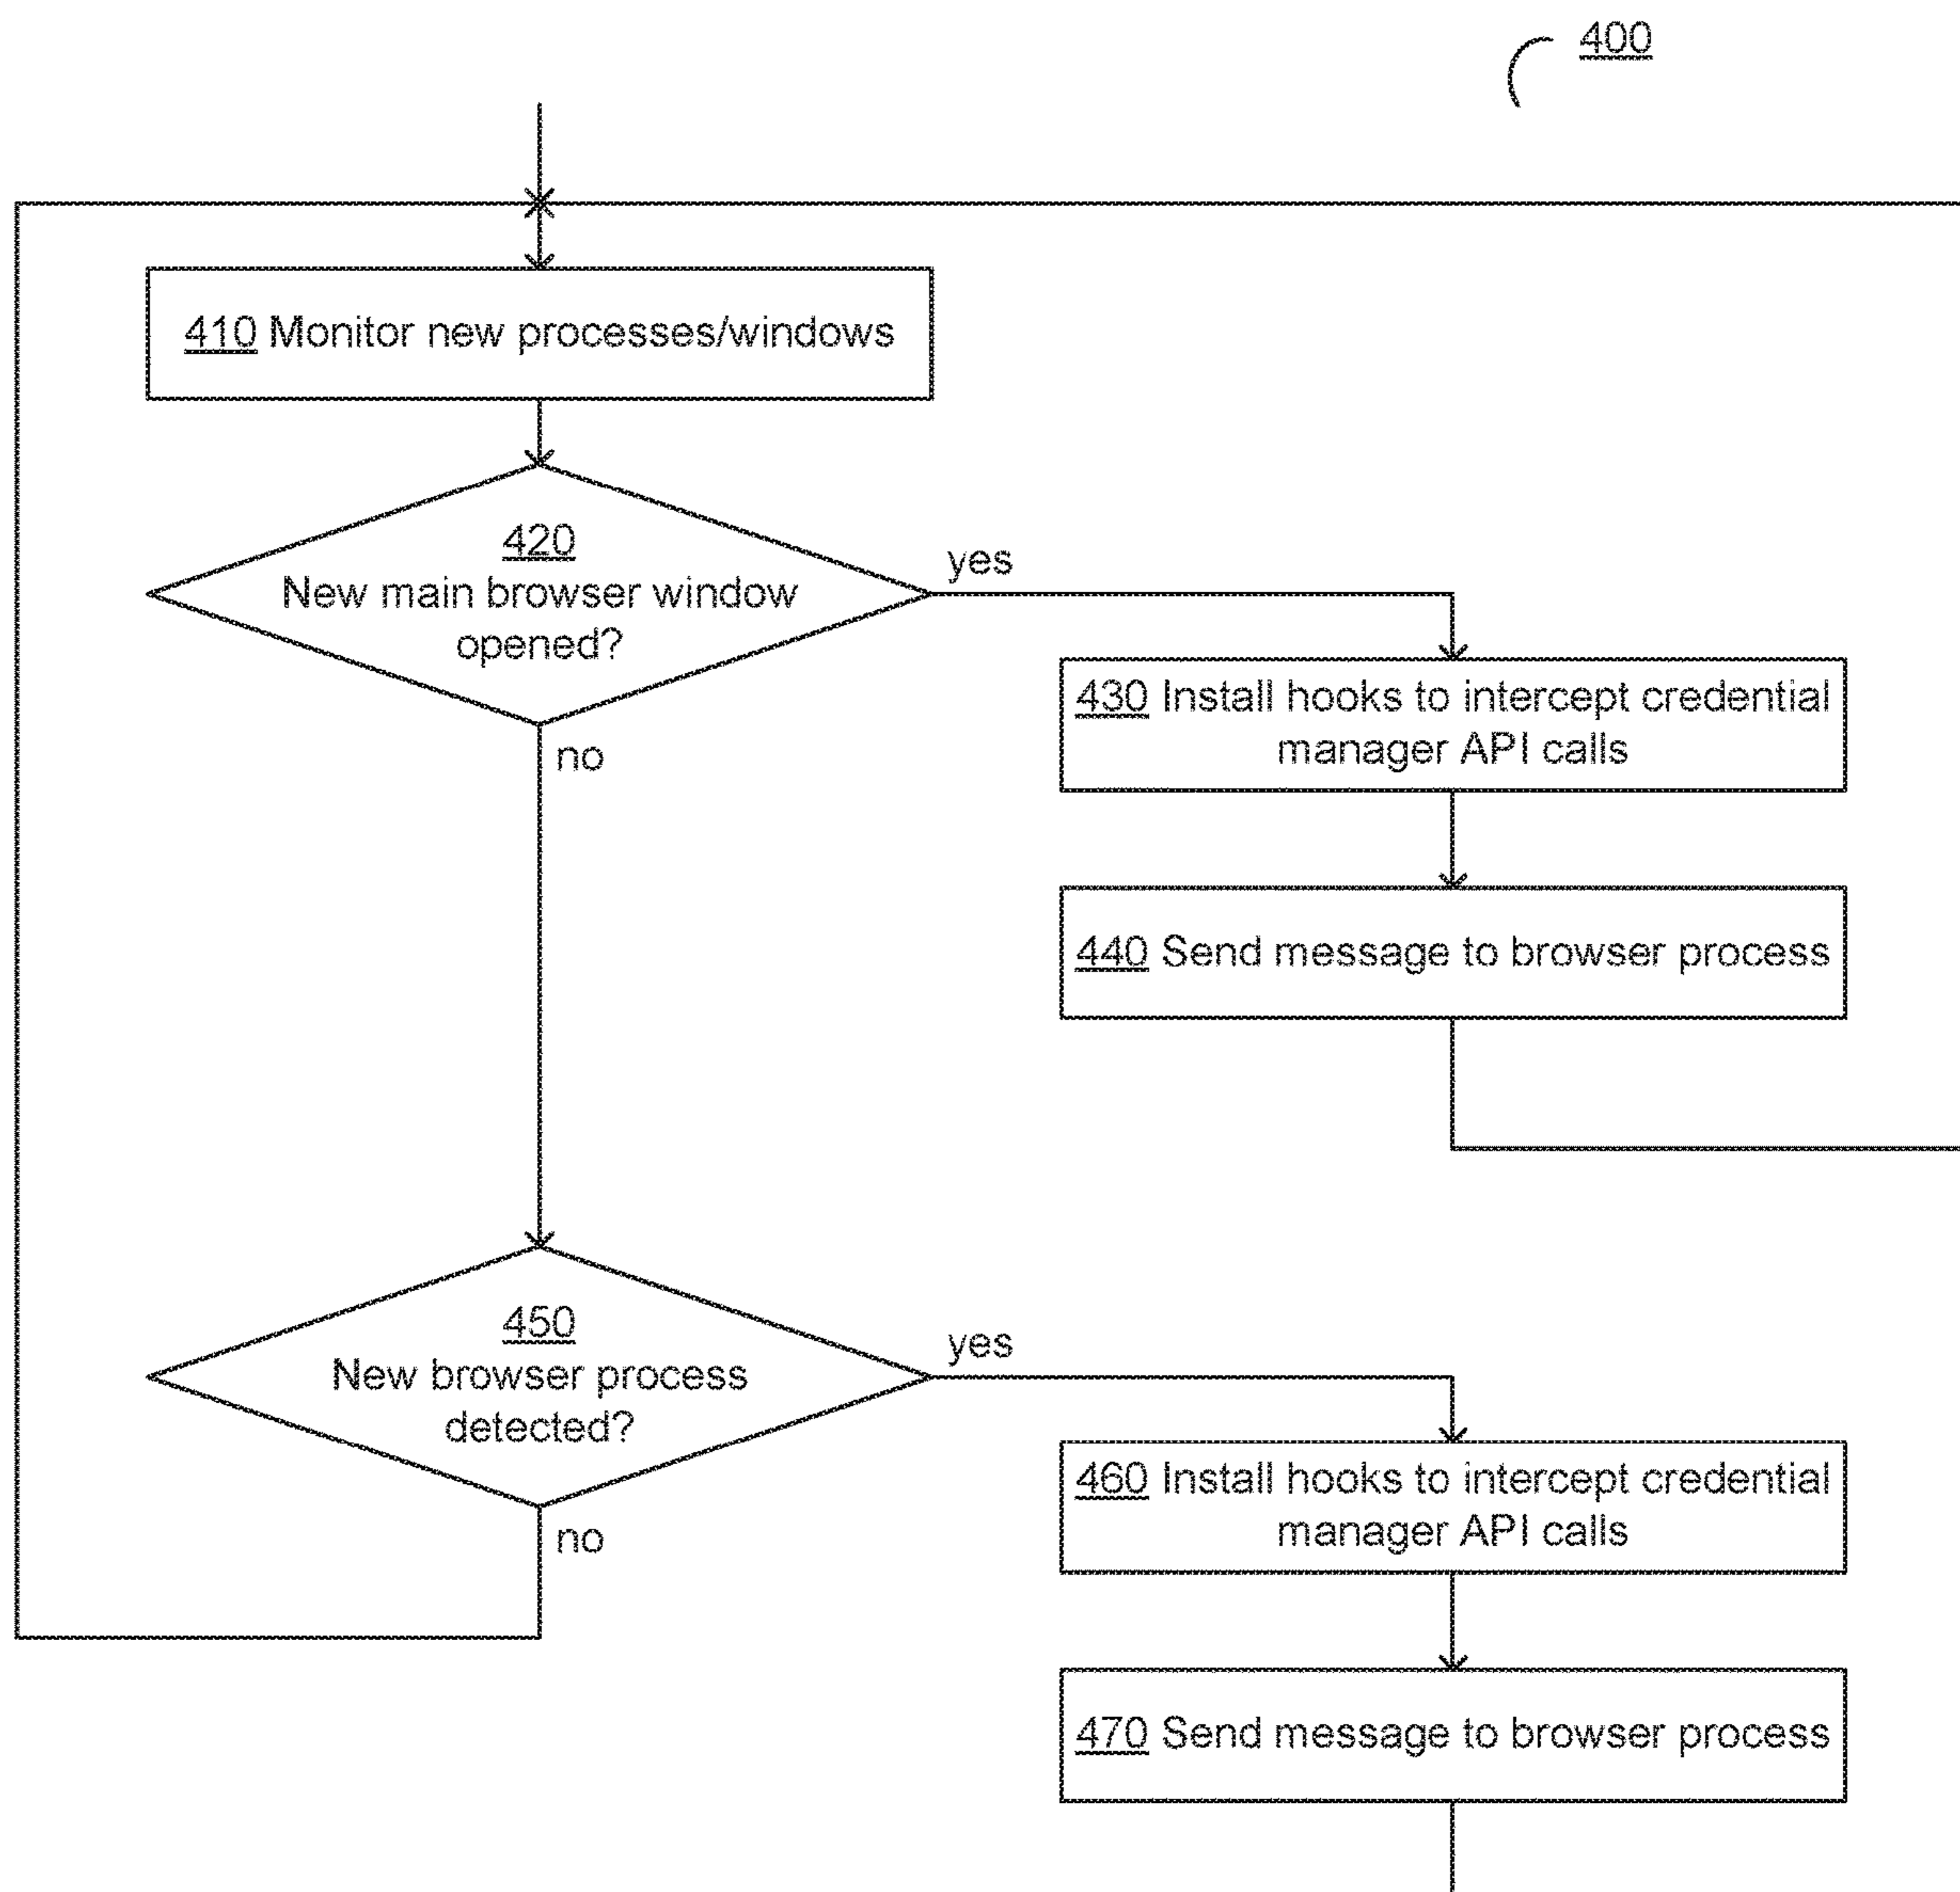 400
410 Monitor new processes/windows
420
New main browser window
opened?
yes
no
430 Install hooks to intercept credential
manager API calls
440 Send message to browser process
450
New browser process
detected?
yes
no
460 Install hooks to intercept credential
manager API calls
470 Send message to browser process